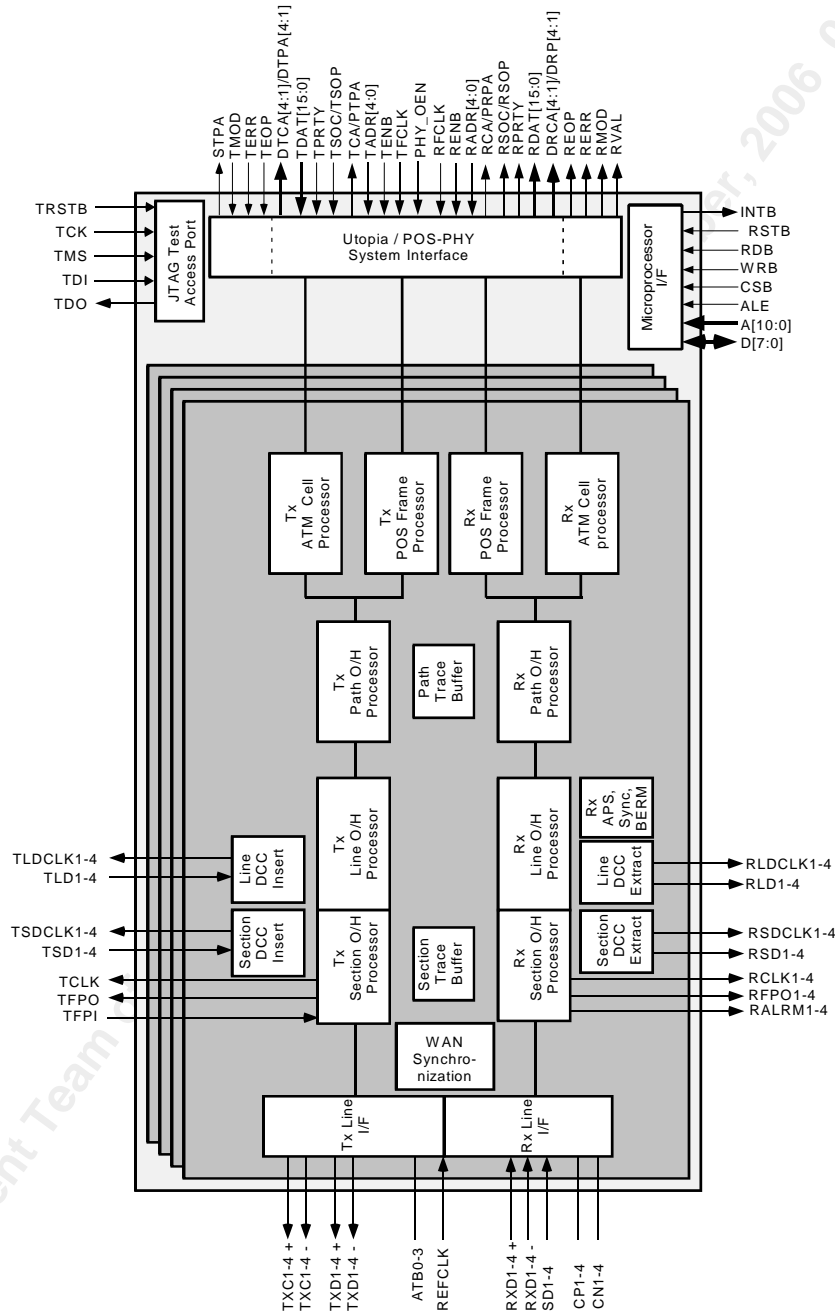 STPA
TMOD
TERR
TEOP
DTCA[4:1]/DTPA[4:1]
TDAT[15:0]
TPRTY
TSOC/TSOP
TCA/PTPA
TADR[4:0]
TENB
TFCLK
PHY_OEN
RFCLK
RENB
RADR[4:0]
RCA/PRPA
RSOC/RSOP
RPRTY
RDAT[15:0]
DRCA[4:1]/DRP[4:1]
REOP
RERR
RMOD
RVAL
TRSTB
TCK
TMS
TDI
TDO
JTAG Test
Access Port
Utopia / POS-PHY
System Interface
Microprocessor
I/F
INTB
RSTB
RDB
WRB
CSB
ALE
A[10:0]
D[7:0]
Tx
ATM Cell
Processor
Tx
POS Frame
Processor
Rx
POS Frame
Processor
Rx
ATM Cell
processor
Tx
Path O/H
Processor
Path
Trace
Buffer
Rx
Path O/H
Processor
Tx
Line O/H
Processor
Rx
Line O/H
Processor
Rx
APS,
Sync,
BERM
TLDCLK1-4
TLD1-4
Line
DCC
Insert
Line
DCC
Extract
RLDCLK1-4
RLD1-4
TSDCLK1-4
TSD1-4
Section
DCC
Insert
Tx
Section O/H
Processor
Section
Trace
Buffer
Rx
Section O/H
Processor
Section
DCC
Extract
RSDCLK1-4
RSD1-4
TCLK
TFPO
TFPI
RCLK1-4
RFPO1-4
RALRM1-4
WAN
Synchro-
nization
Tx Line
I/F
Rx Line
I/F
TXC1-4 +
TXC1-4 -
TXD1-4 +
TXD1-4 -
ATB0-3
REFCLK
RXD1-4 +
RXD1-4 -
SD1-4
CP1-4
CN1-4
ent Team
ber, 2006